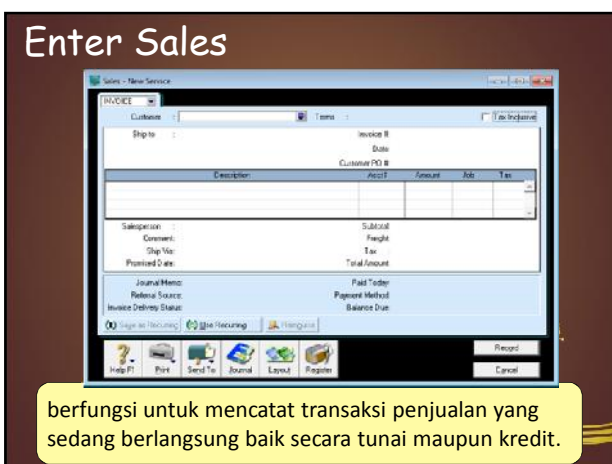 Enter Sales
Sales - New Service
INVOICE
Customer : Terms : Tax Inclusive
Ship to : Invoice #
Date
Customer PO #
Description Acct# Amount Job Tax
Salesperson : Subtotal
Comment: Freight
Ship Via: Tax
Promised Date: Total Amount
Journal Memo: Paid Today
Referral Source: Payment Method
Invoice Delivery Status: Balance Due
Save as Recurring Use Recurring Reimburse
Help F1 Print Send To Journal Layout Register
Record
Cancel
berfungsi untuk mencatat transaksi penjualan yang
sedang berlangsung baik secara tunai maupun kredit.